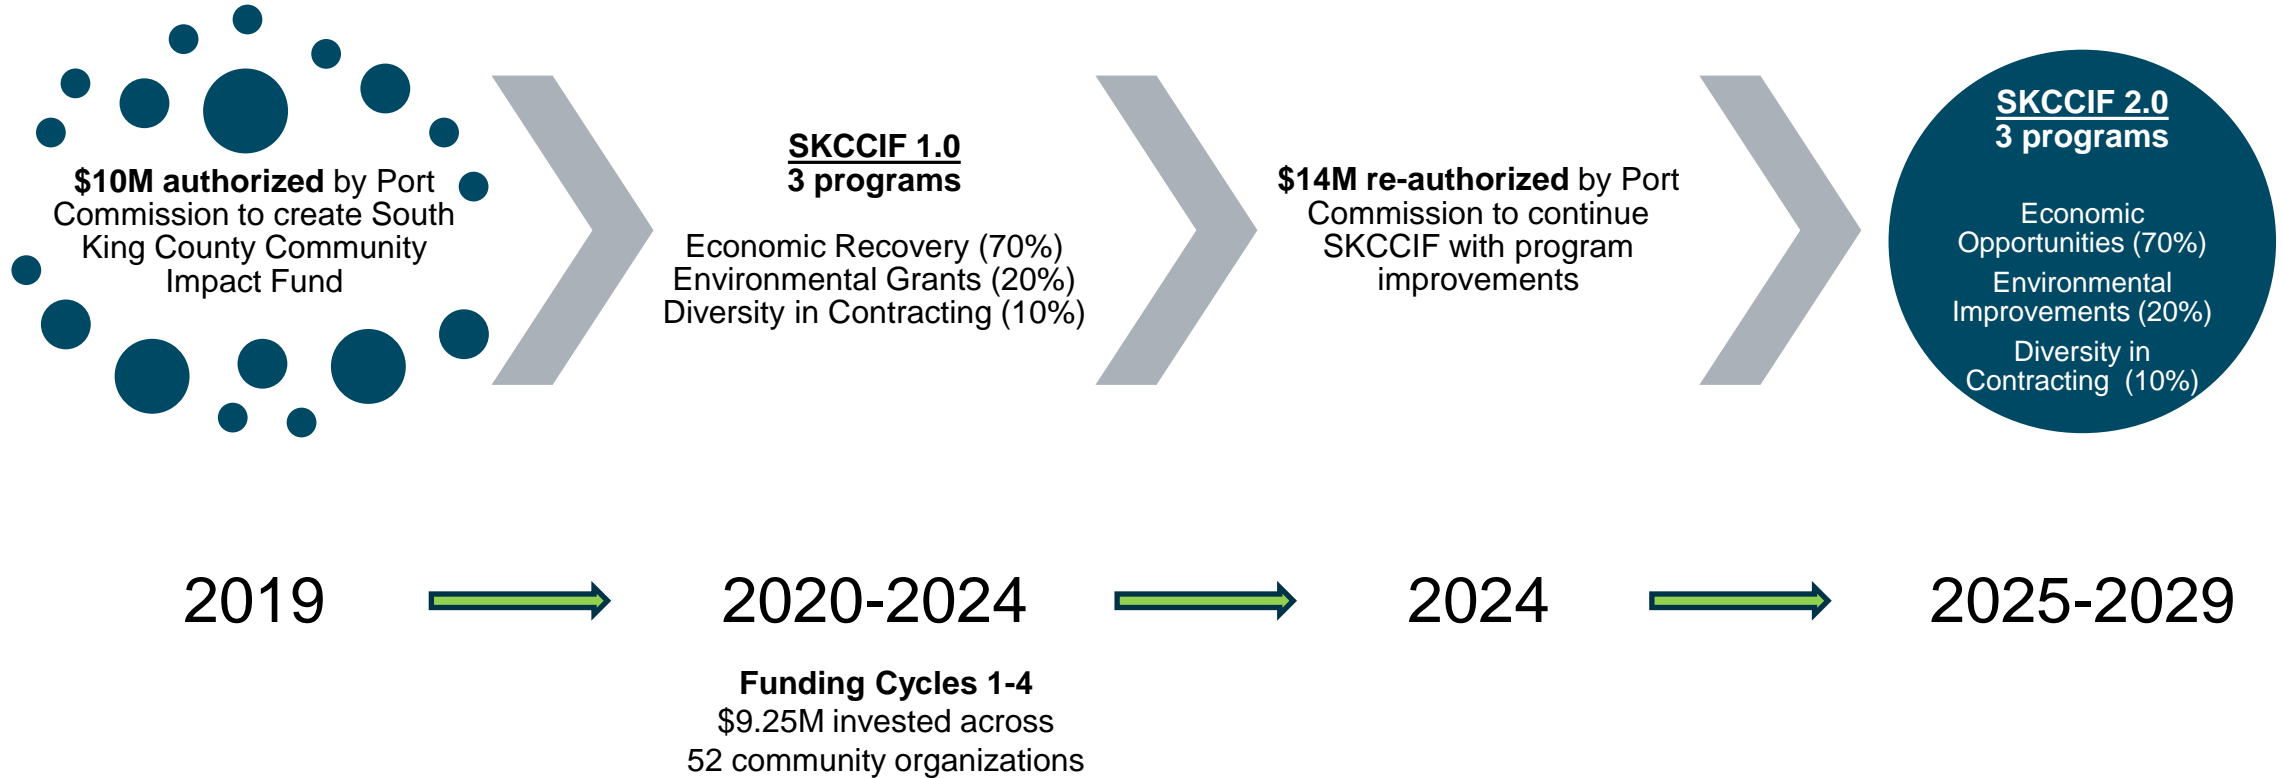 $10M authorized by Port
Commission to create South
King County Community
Impact Fund
SKCCIF 1.0
3 programs
Economic Recovery (70%)
Environmental Grants (20%)
Diversity in Contracting (10%)
$14M re-authorized by Port
Commission to continue
SKCCIF with program
improvements
SKCCIF 2.0
3 programs
Economic
Opportunities (70%)
Environmental
Improvements (20%)
Diversity in
Contracting (10%)
2019
2020-2024
2024
2025-2029
Funding Cycles 1-4
$9.25M invested across
52 community organizations